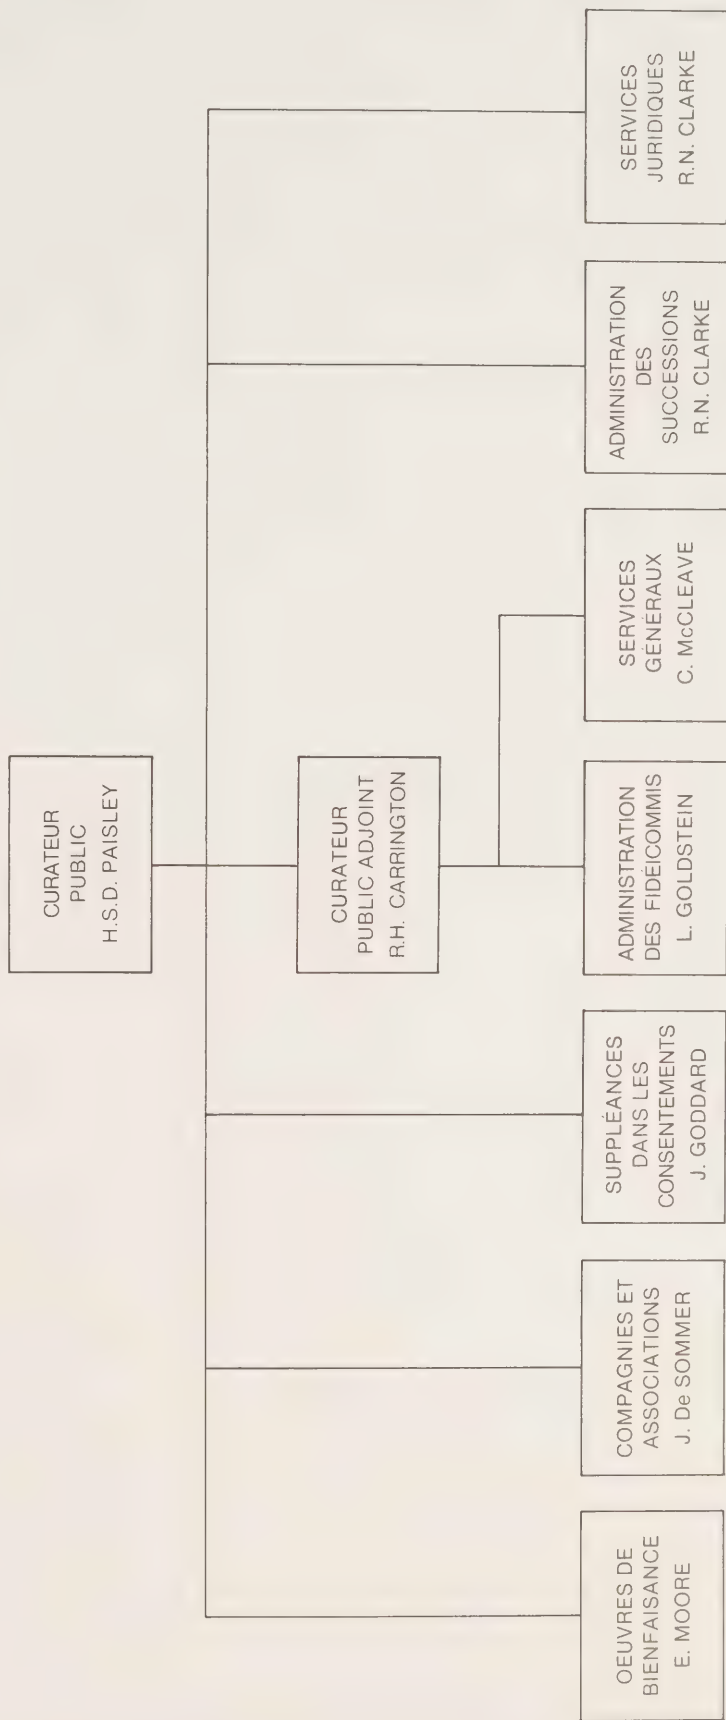 CURATEUR
PUBLIC
H.S.D. PAISLEY
CURATEUR
PUBLIC ADJOINT
R.H. CARRINGTON
OEUVRES DE
BIENFAISANCE
E. MOORE
COMPAGNIES ET
ASSOCIATIONS
J. De SOMMER
SUPPLÉANCES
DANS LES
CONSENTEMENTS
J. GODDARD
ADMINISTRATION
DES FIDÉICOMMIS
L. GOLDSTEIN
SERVICES
GÉNÉRAUX
C. McCLEAVE
ADMINISTRATION
DES
SUCCESSIONS
R.N. CLARKE
SERVICES
JURIDIQUES
R.N. CLARKE